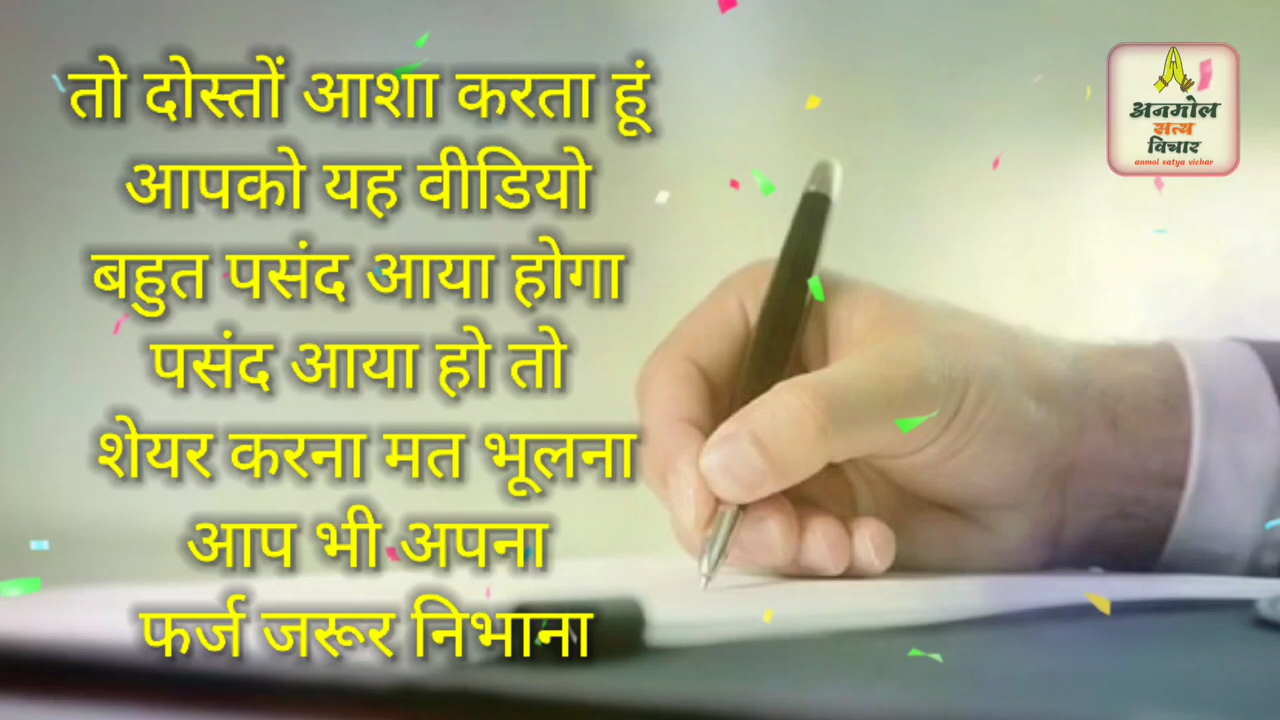 तो दोस्तों आशा करता हूं
आपको यह वीडियो
बहुत पसंद आया होगा
पसंद आया हो तो
शेयर करना मत भूलना
आप भी अपना
फर्ज जरूर निभाना
अनमोल
सत्य
विचार
anmol satya vichar